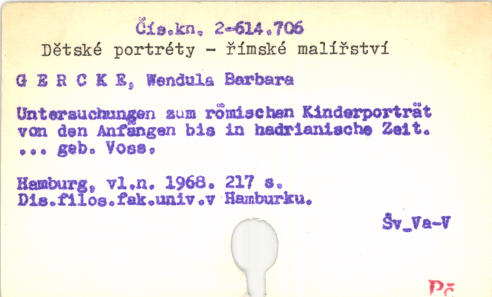 Čís.kn. 2-614.706
Dětské portréty - římské malířství
G E R C K E, Wendula Barbara
Untersuchungen zum römischen Kinderporträt
von den Anfängen bis in hadrianische Zeit.
... geb. Voss.
Hamburg, vl.n. 1968. 217 s.
Dis.filos.fak.univ.v Hamburku.
Šv_Va-V
Pč